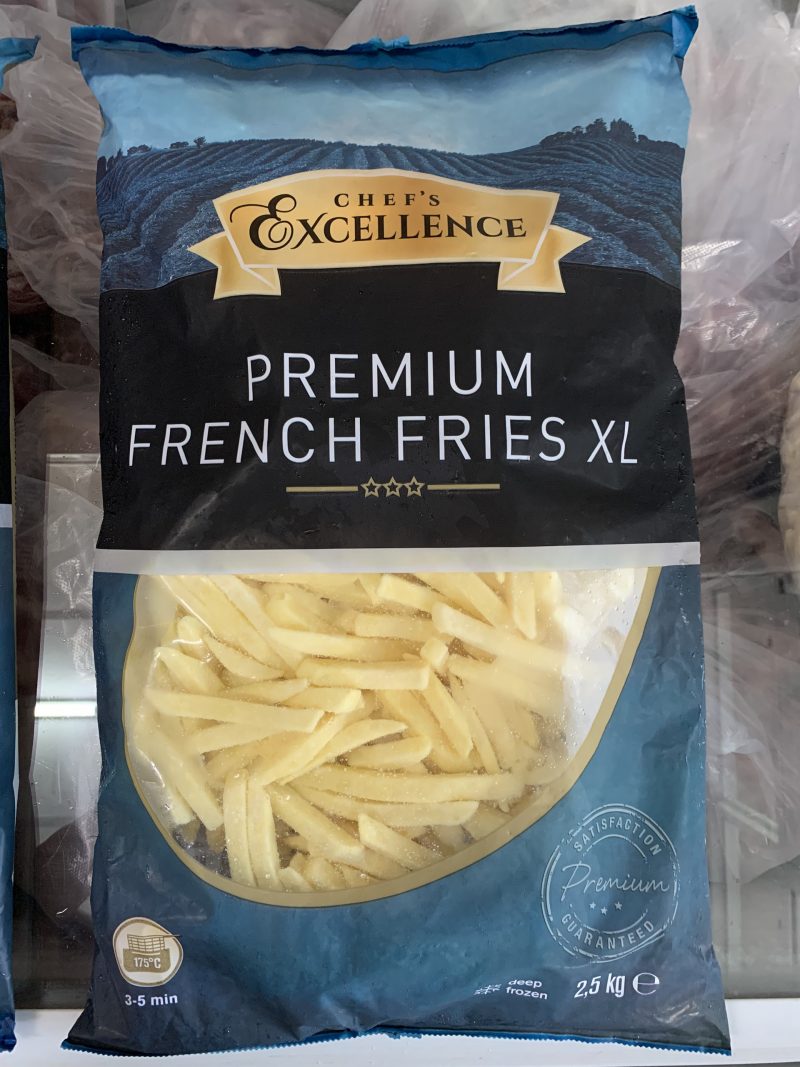 CHEF'S
EXCELLENCE
PREMIUM
FRENCH FRIES XL
SATISFACTION
Premium
GUARANTEED
175°C
3-5 min
deep
frozen
2,5 kg ℮